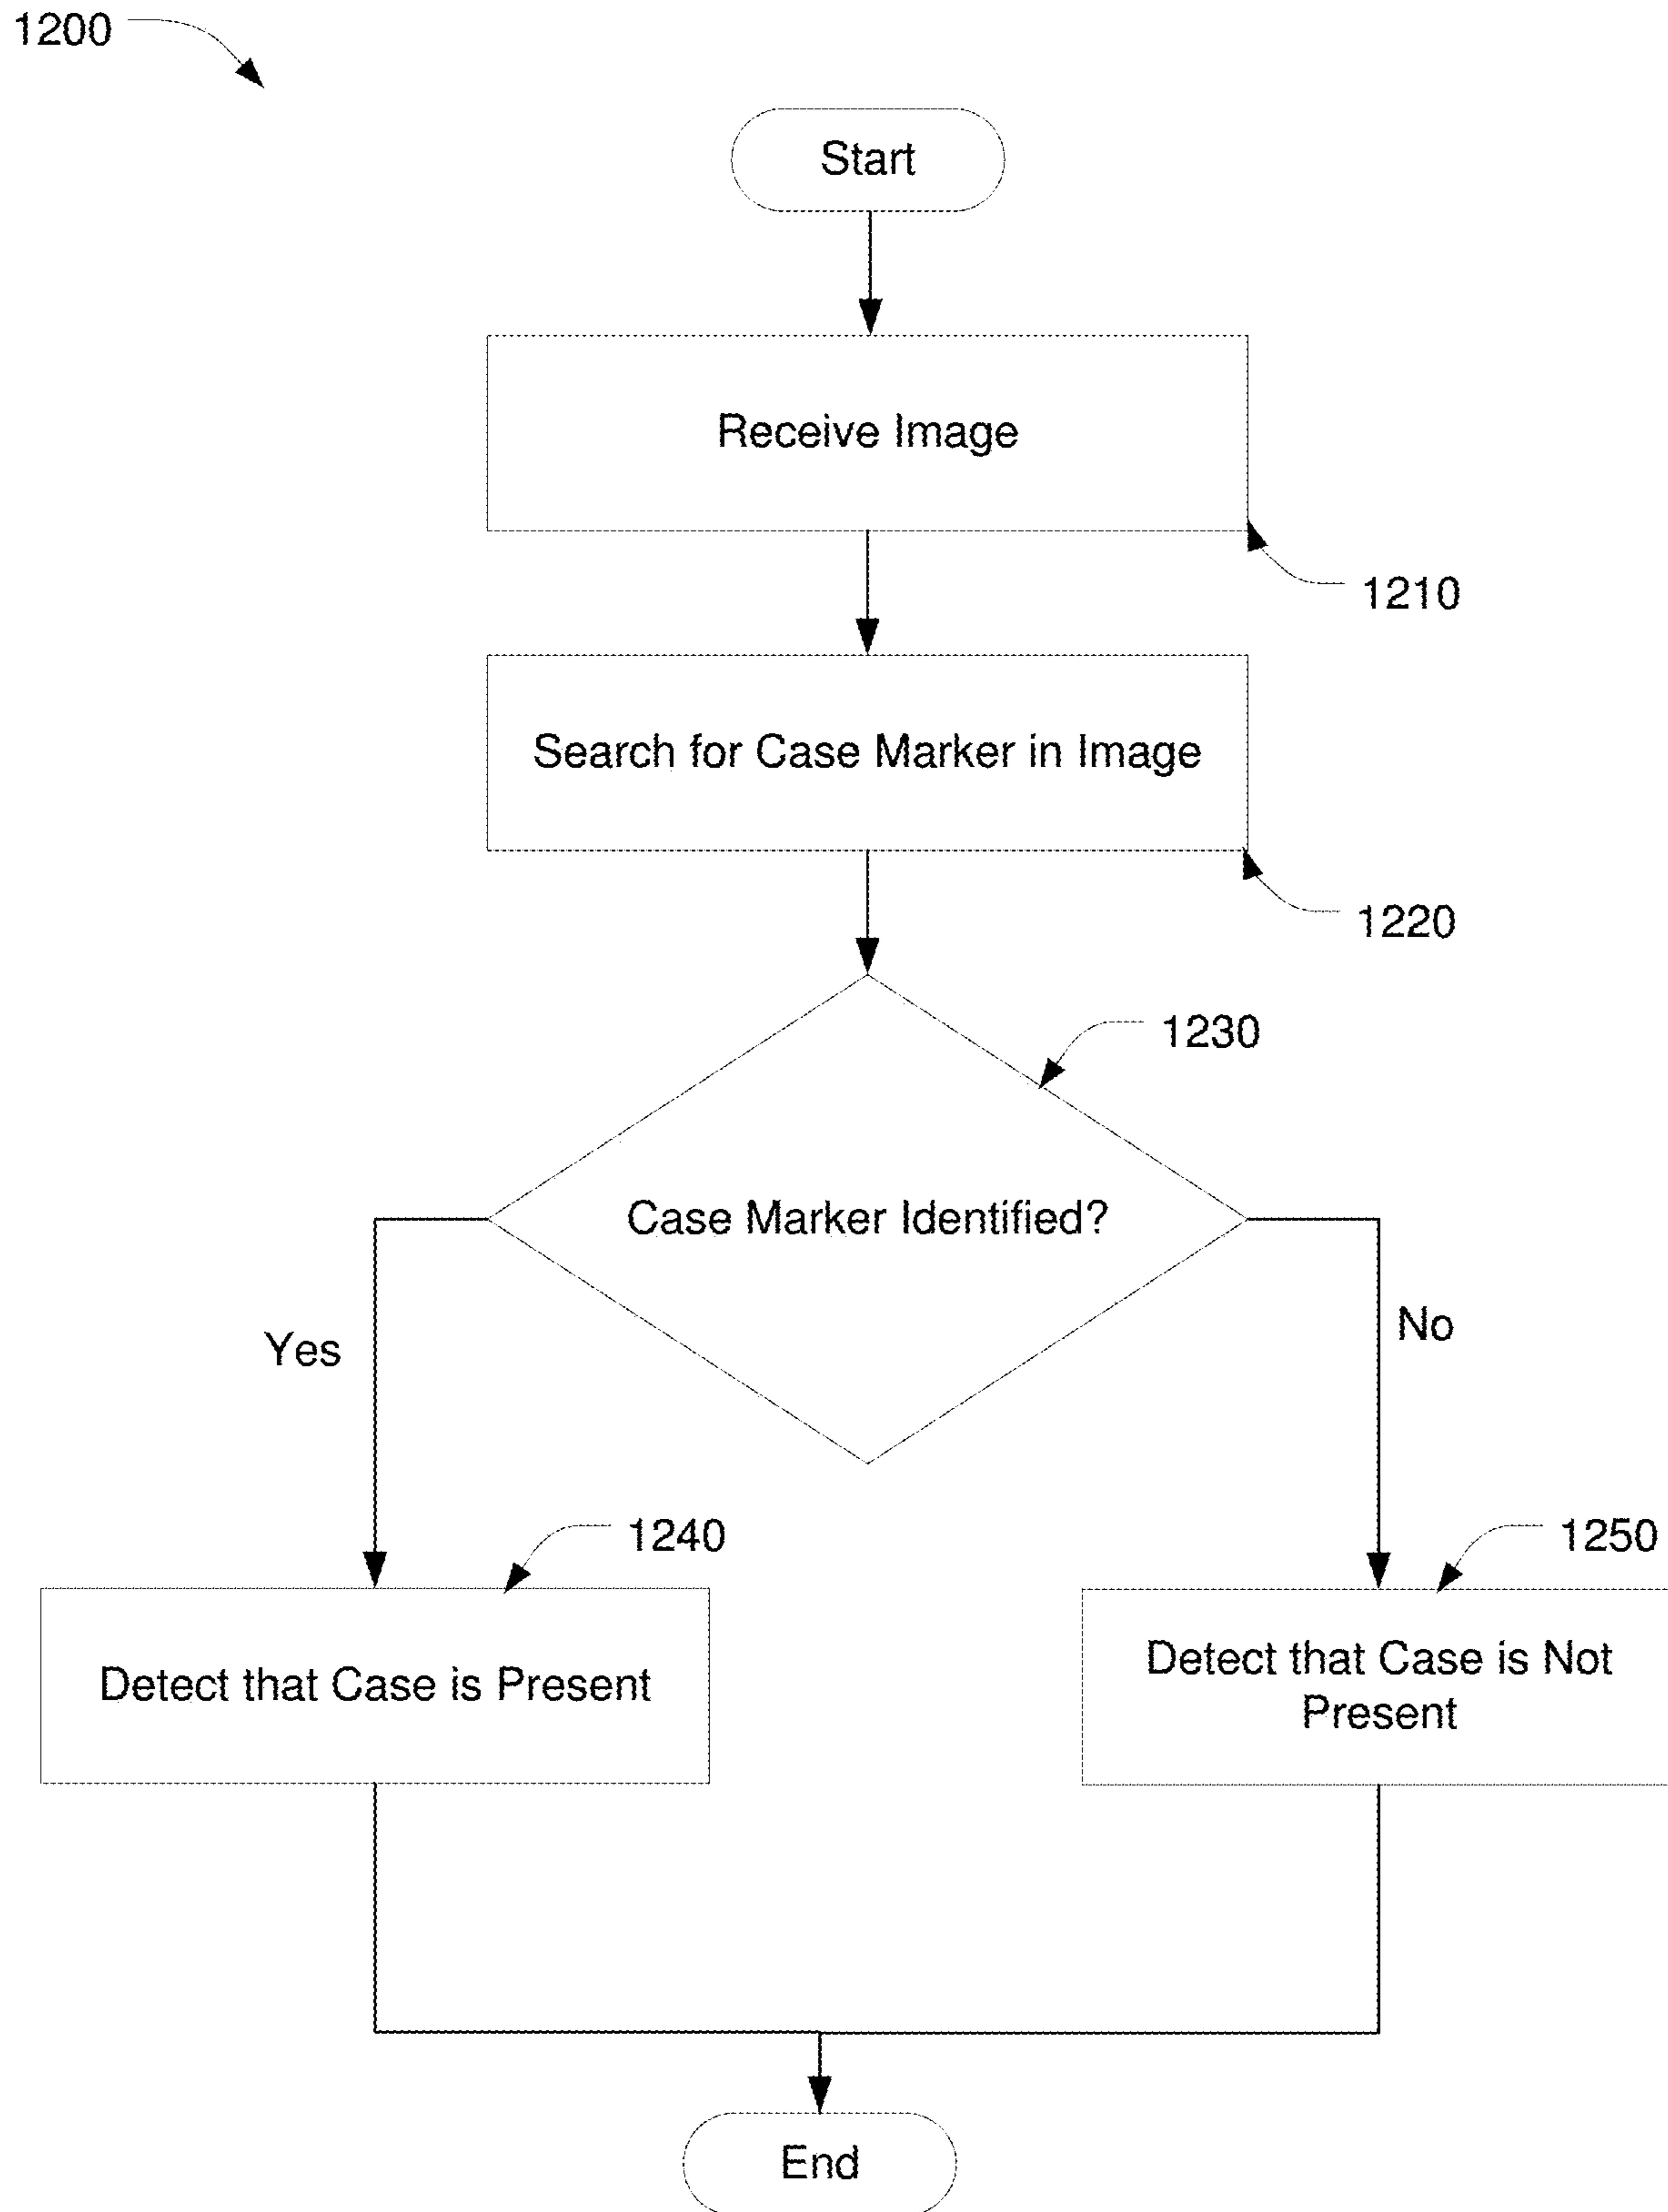 1200
Start
Receive Image
1210
Search for Case Marker in Image
1220
1230
Case Marker Identified?
Yes
No
1240
1250
Detect that Case is Present
Detect that Case is Not
Present
End